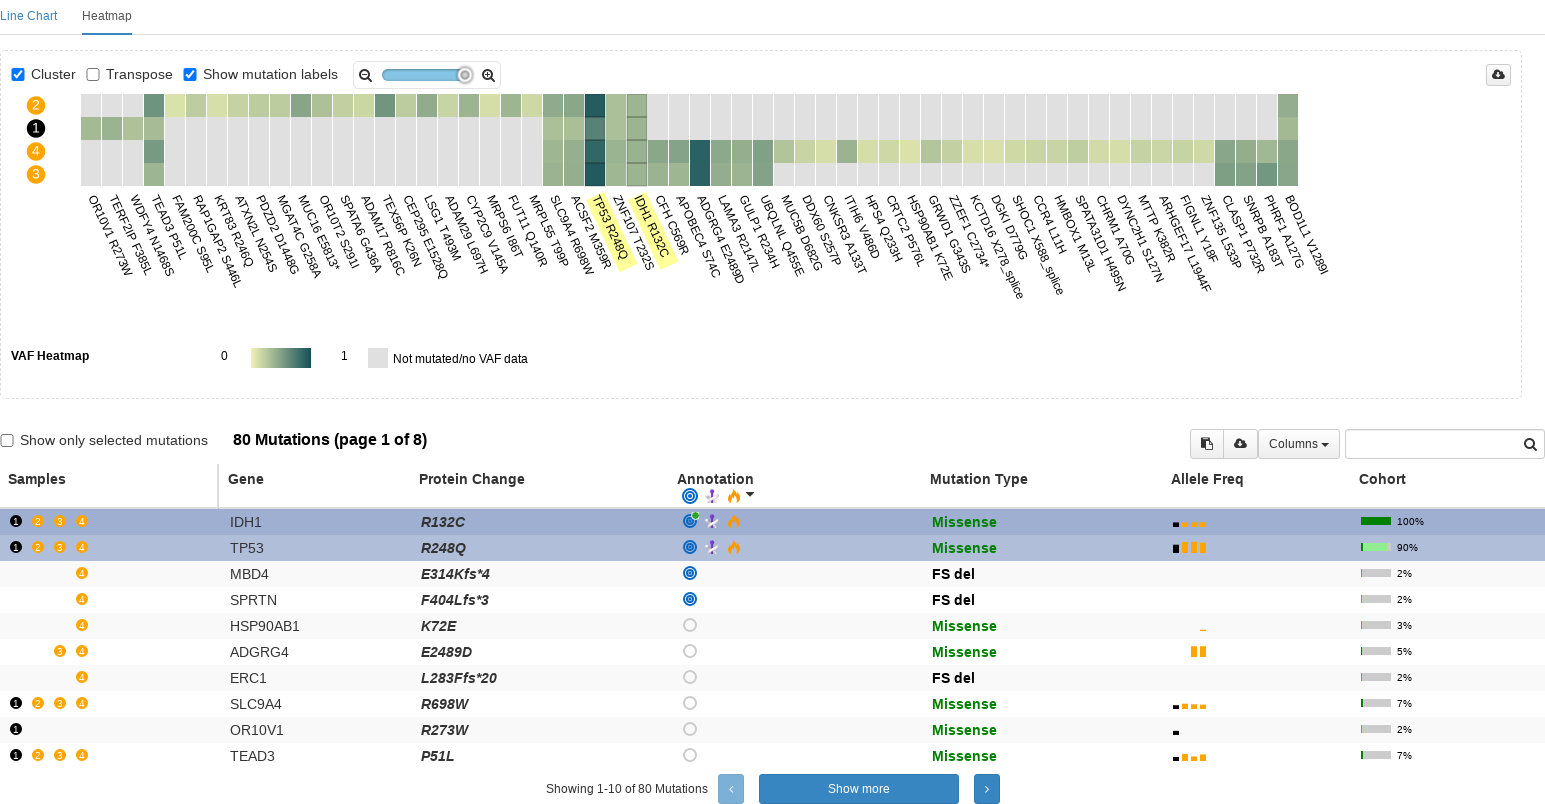 Line Chart Heatmap
Cluster Transpose Show mutation labels
2
1
4
3
OR10V1 R273W
TERF2IP F385L
WDFY4 N1468S
TEAD3 P51L
FAM200C S95L
RAP1GAP2 S446L
KRT83 R246Q
ATXN2L N254S
PDZD2 D1448G
MGAT4C G258A
MUC16 E5813*
OR10T2 S291I
SPATA6 G436A
ADAM17 R816C
TEX56P K26N
CEP295 E1528Q
LSG1 T493M
ADAM29 L697H
CYP2C9 V145A
MRPS6 I86T
FUT11 Q140R
MRPL55 T99P
SLC9A4 R698W
ACSF2 M359R
TP53 R248Q
ZNF107 T232S
IDH1 R132C
CFH C569R
APOBEC4 S74C
ADGRG4 E2489D
LAMA3 R2147L
GULP1 R234H
UBQLNL Q455E
MUC5B D682G
DDX60 S257P
CNKSR3 A133T
ITIH6 V486D
HPS4 Q233H
CRTC2 P576L
HSP90AB1 K72E
GRWD1 G343S
ZZEF1 C2734*
KCTD16 X278_splice
DGKI D779G
SHOC1 X588_splice
CCR4 L11H
HMBOX1 M13L
SPATA31D1 H495N
CHRM1 A70G
DYNC2H1 S127N
MTTP K382R
ARHGEF17 L1944F
FIGNL1 Y18F
ZNF135 L533P
CLASP1 P732R
SNRPB A183T
PHRF1 A127G
BOD1L1 V1289I
VAF Heatmap 0 1 Not mutated/no VAF data
Show only selected mutations 80 Mutations (page 1 of 8) Columns
Samples Gene Protein Change Annotation Mutation Type Allele Freq Cohort
1 2 3 4 IDH1 R132C Missense 100%
1 2 3 4 TP53 R248Q Missense 90%
4 MBD4 E314Kfs*4 FS del 2%
4 SPRTN F404Lfs*3 FS del 2%
4 HSP90AB1 K72E Missense 3%
3 4 ADGRG4 E2489D Missense 5%
4 ERC1 L283Ffs*20 FS del 2%
1 2 3 4 SLC9A4 R698W Missense 7%
1 OR10V1 R273W Missense 2%
1 2 3 4 TEAD3 P51L Missense 7%
Showing 1-10 of 80 Mutations ‹ Show more ›